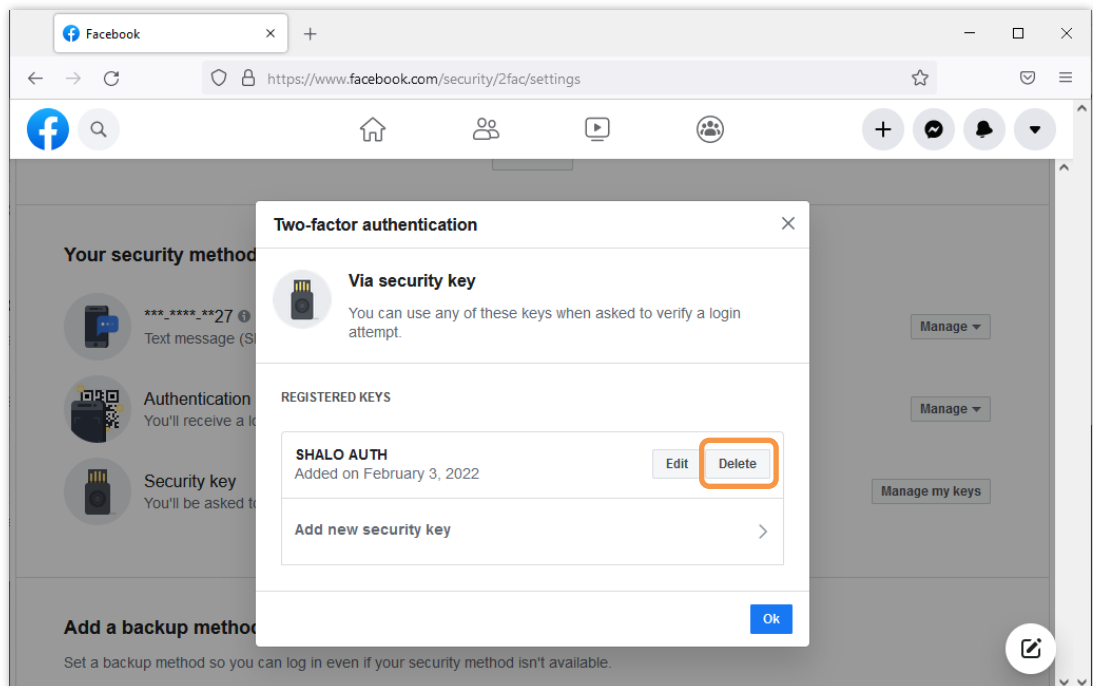 Facebook
https://www.facebook.com/security/2fac/settings
Two-factor authentication
Your security method
Via security key
You can use any of these keys when asked to verify a login
attempt.
***-****-**27
Text message (S
Manage
REGISTERED KEYS
Authentication
You'll receive a
Manage
SHALO AUTH
Added on February 3, 2022
Edit
Delete
Security key
You'll be asked
Manage my keys
Add new security key
Ok
Add a backup metho
Set a backup method so you can log in even if your security method isn't available.